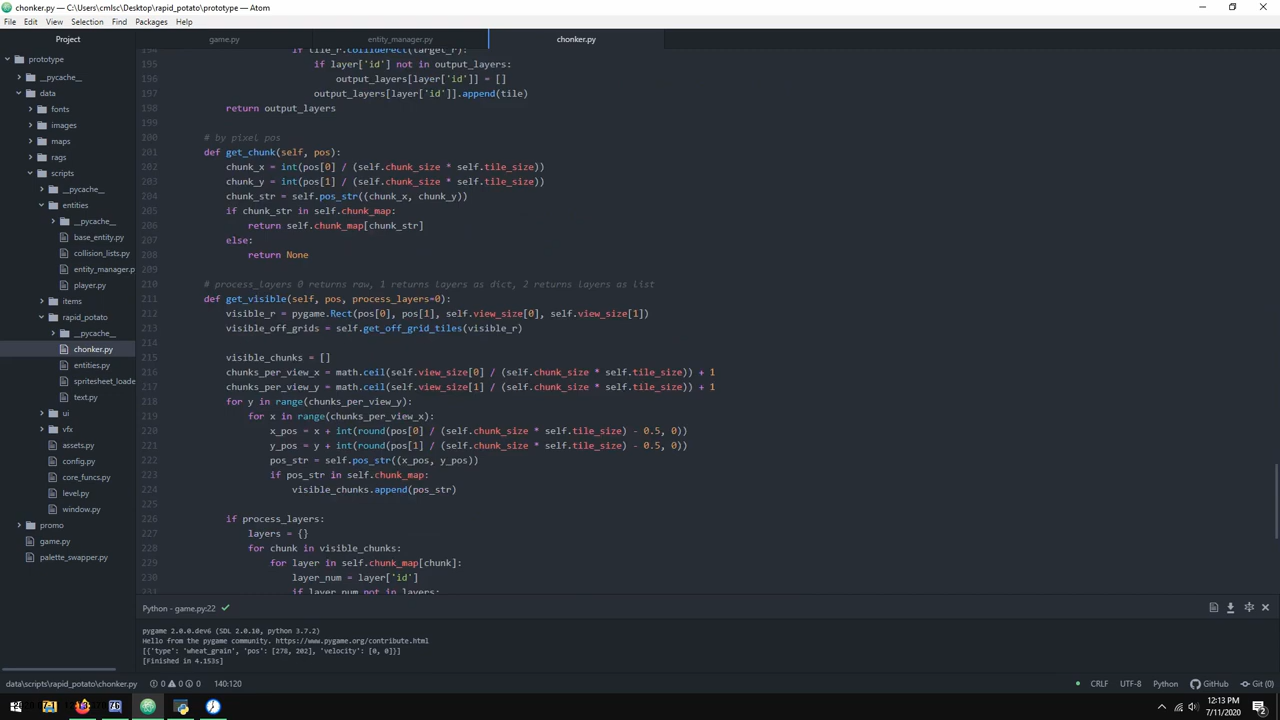 chonker.py — C:\Users\cmlsc\Desktop\rapid_potato\prototype — Atom
File Edit View Selection Find Packages Help
Project
game.py
entity_manager.py
chonker.py
prototype
__pycache__
data
fonts
images
maps
rags
scripts
__pycache__
entities
__pycache__
base_entity.py
collision_lists.py
entity_manager.p
player.py
items
rapid_potato
__pycache__
chonker.py
entities.py
spritesheet_loade
text.py
ui
vfx
assets.py
config.py
core_funcs.py
level.py
window.py
promo
game.py
palette_swapper.py
194 if tile_r.colliderect(target_r):
195 if layer['id'] not in output_layers:
196 output_layers[layer['id']] = []
197 output_layers[layer['id']].append(tile)
198 return output_layers
199
200 # by pixel pos
201 def get_chunk(self, pos):
202 chunk_x = int(pos[0] / (self.chunk_size * self.tile_size))
203 chunk_y = int(pos[1] / (self.chunk_size * self.tile_size))
204 chunk_str = self.pos_str((chunk_x, chunk_y))
205 if chunk_str in self.chunk_map:
206 return self.chunk_map[chunk_str]
207 else:
208 return None
209
210 # process_layers 0 returns raw, 1 returns layers as dict, 2 returns layers as list
211 def get_visible(self, pos, process_layers=0):
212 visible_r = pygame.Rect(pos[0], pos[1], self.view_size[0], self.view_size[1])
213 visible_off_grids = self.get_off_grid_tiles(visible_r)
214
215 visible_chunks = []
216 chunks_per_view_x = math.ceil(self.view_size[0] / (self.chunk_size * self.tile_size)) + 1
217 chunks_per_view_y = math.ceil(self.view_size[1] / (self.chunk_size * self.tile_size)) + 1
218 for y in range(chunks_per_view_y):
219 for x in range(chunks_per_view_x):
220 x_pos = x + int(round(pos[0] / (self.chunk_size * self.tile_size) - 0.5, 0))
221 y_pos = y + int(round(pos[1] / (self.chunk_size * self.tile_size) - 0.5, 0))
222 pos_str = self.pos_str((x_pos, y_pos))
223 if pos_str in self.chunk_map:
224 visible_chunks.append(pos_str)
225
226 if process_layers:
227 layers = {}
228 for chunk in visible_chunks:
229 for layer in self.chunk_map[chunk]:
230 layer_num = layer['id']
231 if layer_num not in layers:
Python - game.py:22
pygame 2.0.0.dev6 (SDL 2.0.10, python 3.7.2)
Hello from the pygame community. https://www.pygame.org/contribute.html
[{'type': 'wheat_grain', 'pos': [278, 202], 'velocity': [0, 0]}]
[Finished in 4.153s]
data\scripts\rapid_potato\chonker.py 0 0 0 140:120
CRLF UTF-8 Python GitHub Git (0)
12:13 PM
7/11/2020
2